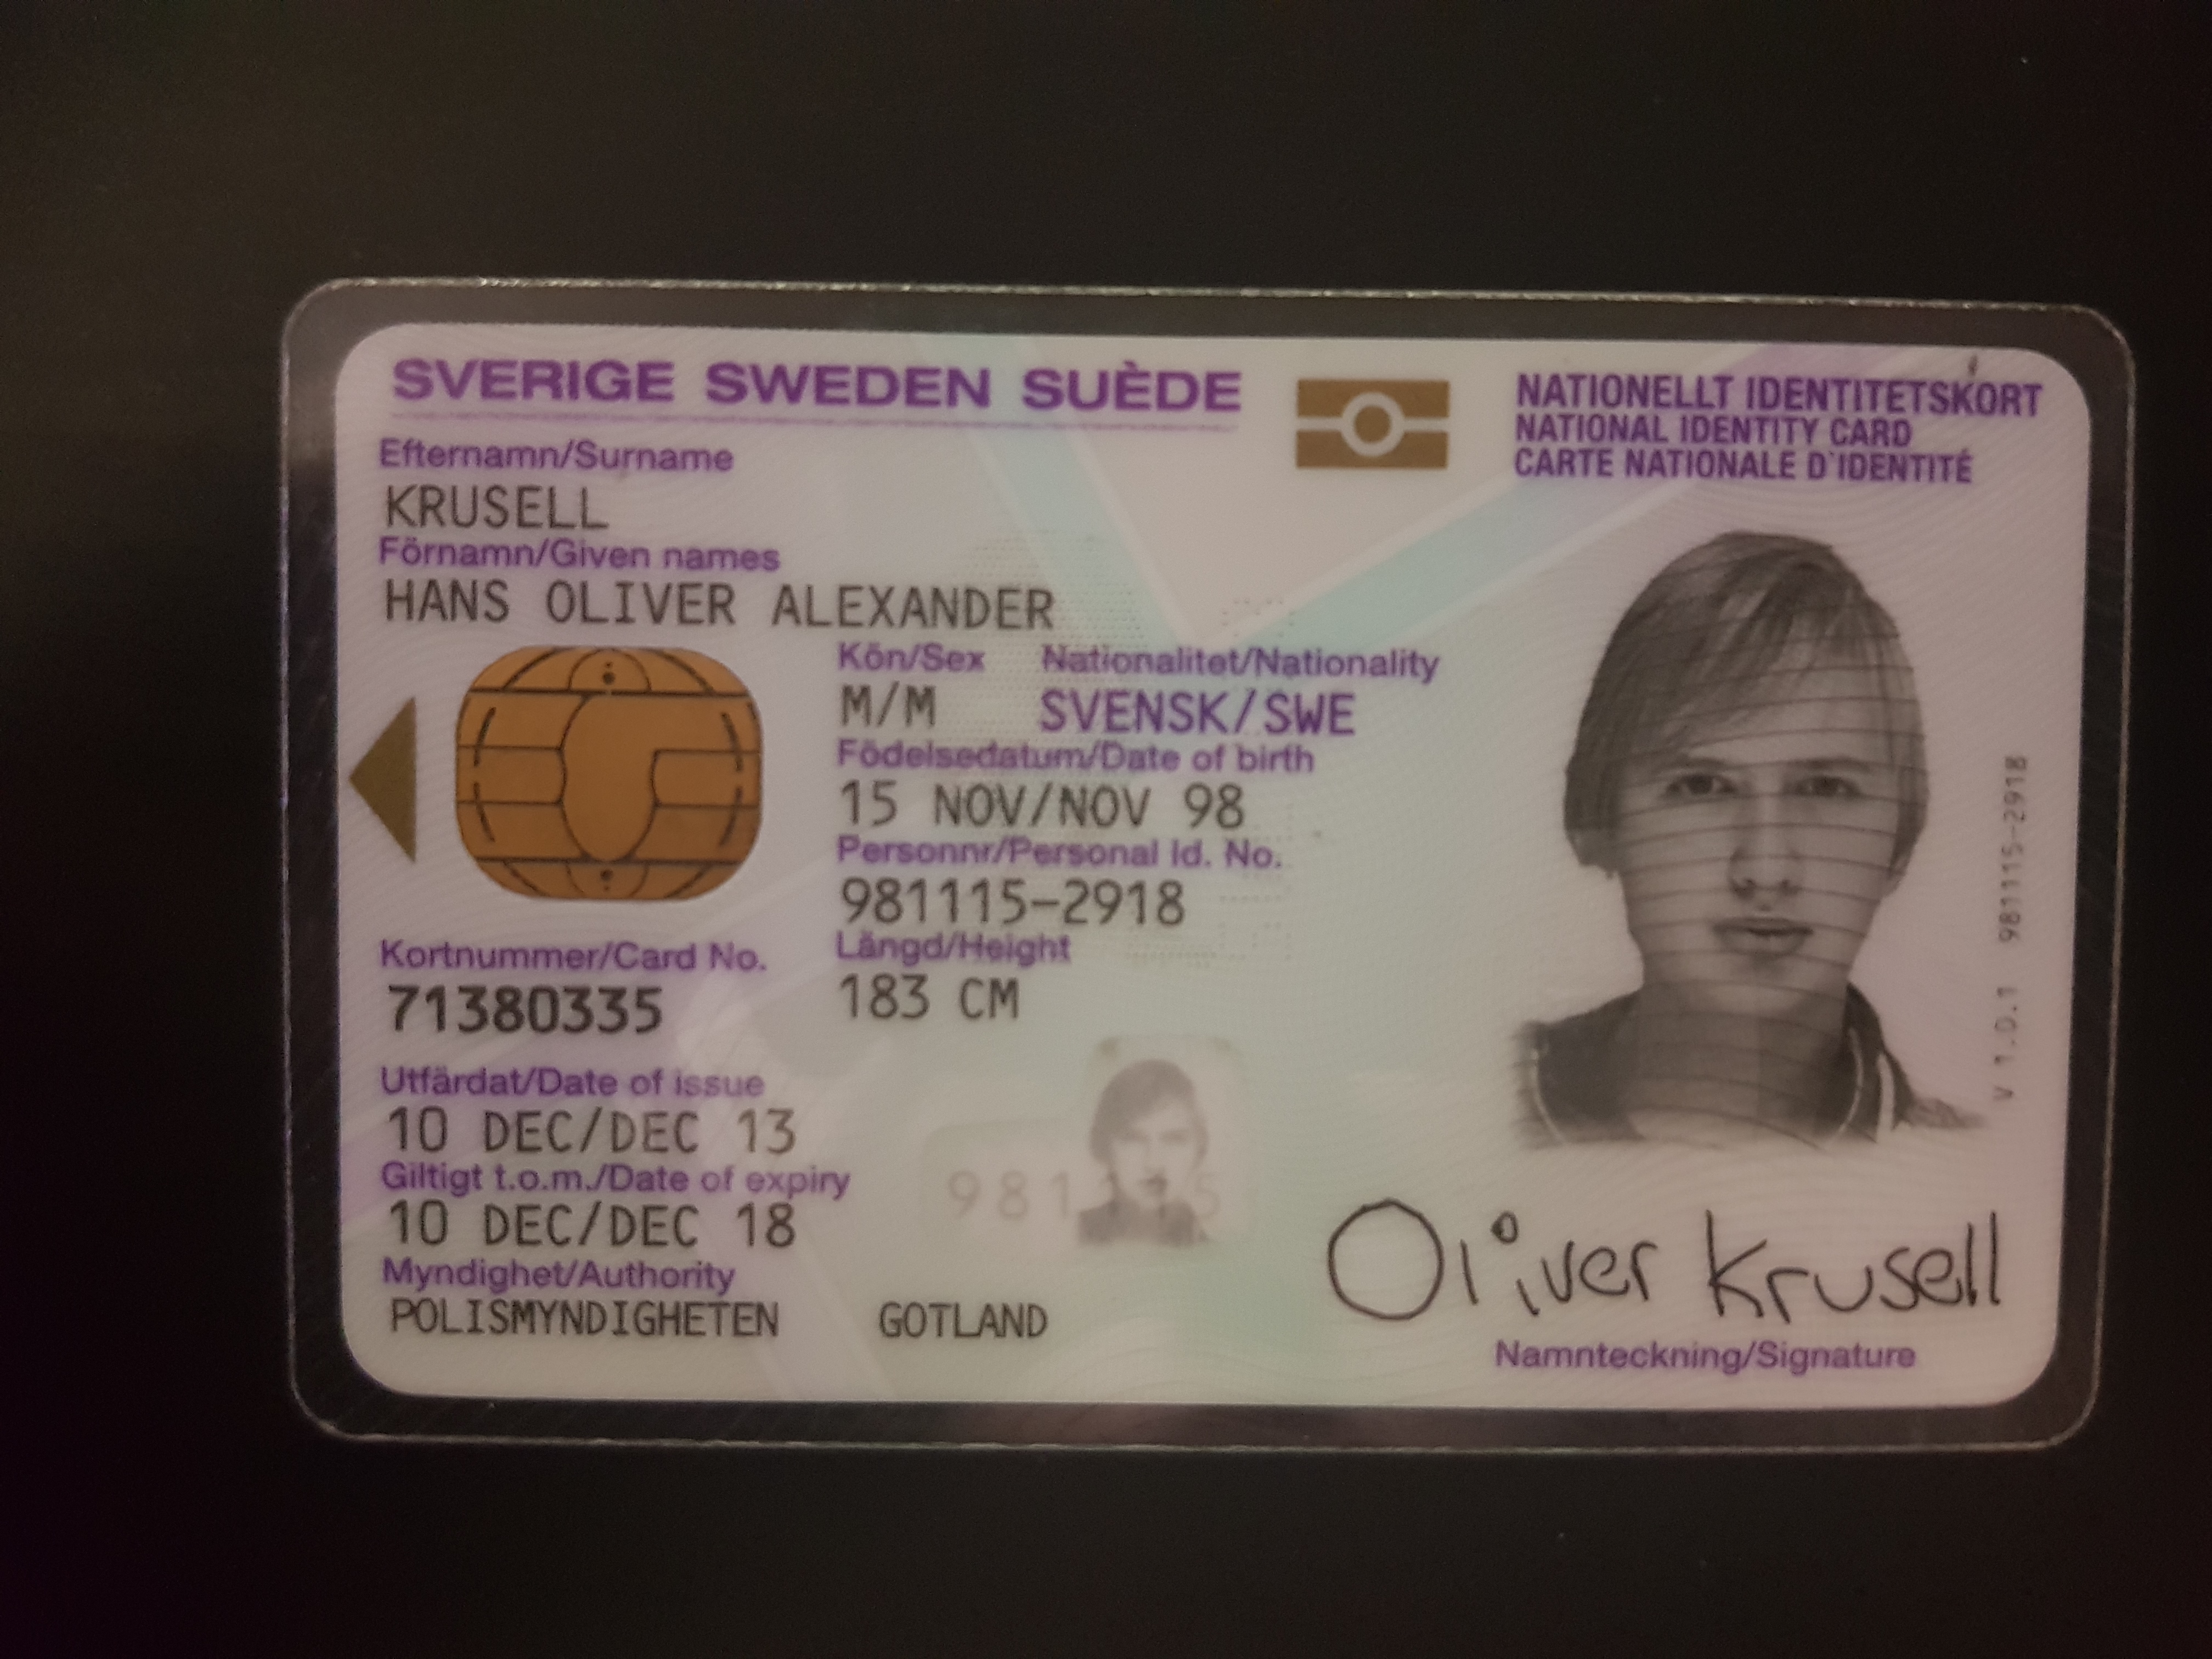 SVERIGE SWEDEN SUÈDE
NATIONELLT IDENTITETSKORT
NATIONAL IDENTITY CARD
CARTE NATIONALE D'IDENTITÉ
Efternamn/Surname
KRUSELL
Förnamn/Given names
HANS OLIVER ALEXANDER
Kön/Sex Nationalitet/Nationality
M/M SVENSK/SWE
Födelsedatum/Date of birth
15 NOV/NOV 98
Personnr/Personal Id. No.
981115-2918
Längd/Height
183 CM
Kortnummer/Card No.
71380335
Utfärdat/Date of issue
10 DEC/DEC 13
Giltigt t.o.m./Date of expiry
10 DEC/DEC 18
Myndighet/Authority
POLISMYNDIGHETEN GOTLAND
Oliver Krusell
Namnteckning/Signature
V 1.0.1 981115-2918